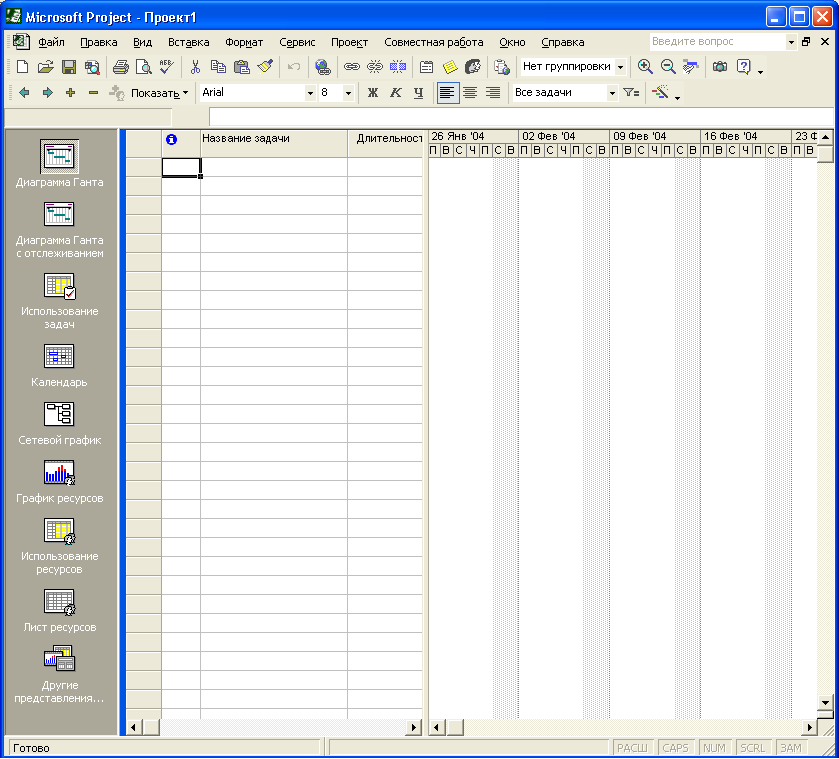 Microsoft Project - Проект1
Файл Правка Вид Вставка Формат Сервис Проект Совместная работа Окно Справка Введите вопрос
Нет группировки
Показать Arial 8 Ж К Ч Все задачи
Название задачи Длительност 26 Янв '04 02 Фев '04 09 Фев '04 16 Фев '04 23 Ф
П В С Ч П С В П В С Ч П С В П В С Ч П С В П В С Ч П С В П В
Диаграмма Ганта
Диаграмма Ганта
с отслеживанием
Использование
задач
Календарь
Сетевой график
График ресурсов
Использование
ресурсов
Лист ресурсов
Другие
представления...
Готово РАСШ CAPS NUM SCRL ЗАМ